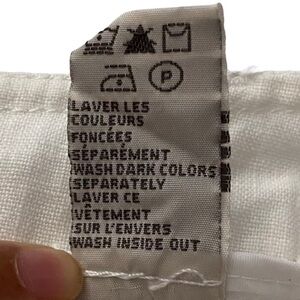 P
LAVER LES
COULEURS
FONCÉES
SÉPARÉMENT
WASH DARK COLORS
SEPARATELY
LAVER CE
VÊTEMENT
SUR L'ENVERS
WASH INSIDE OUT